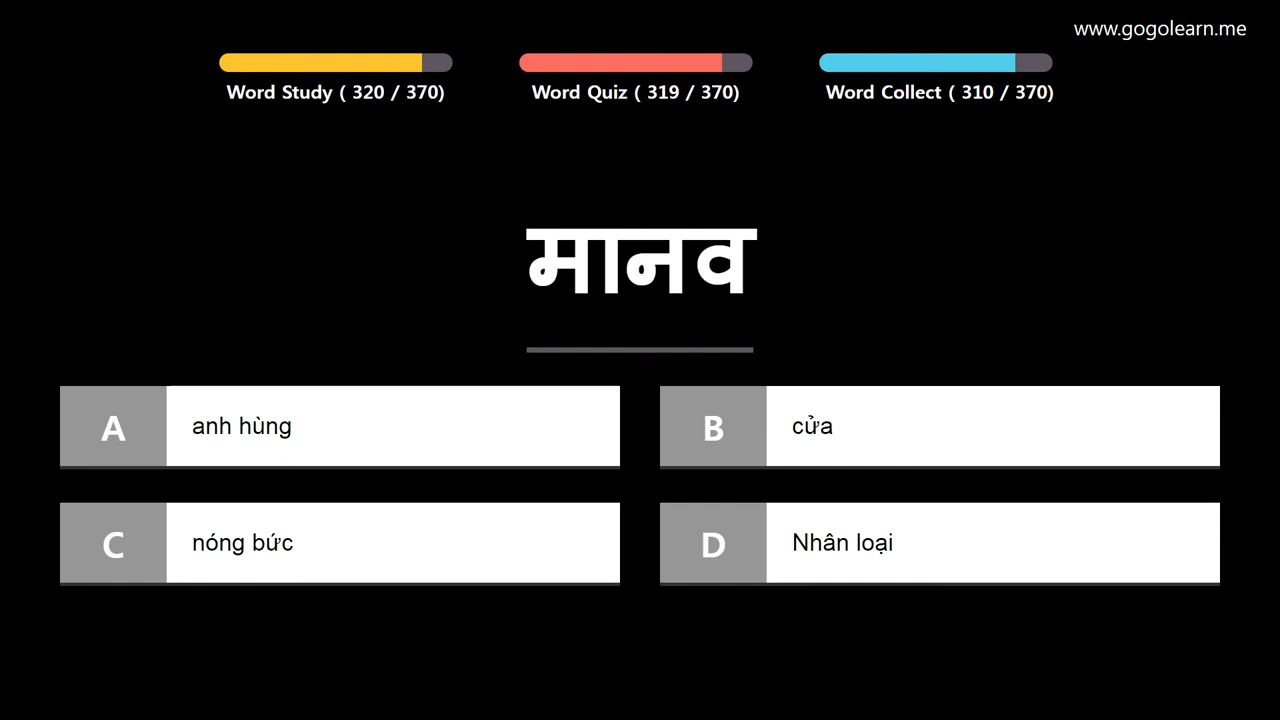 www.gogolearn.me
Word Study ( 320 / 370)
Word Quiz ( 319 / 370)
Word Collect ( 310 / 370)
मानव
A anh hùng
B cửa
C nóng bức
D Nhân loại